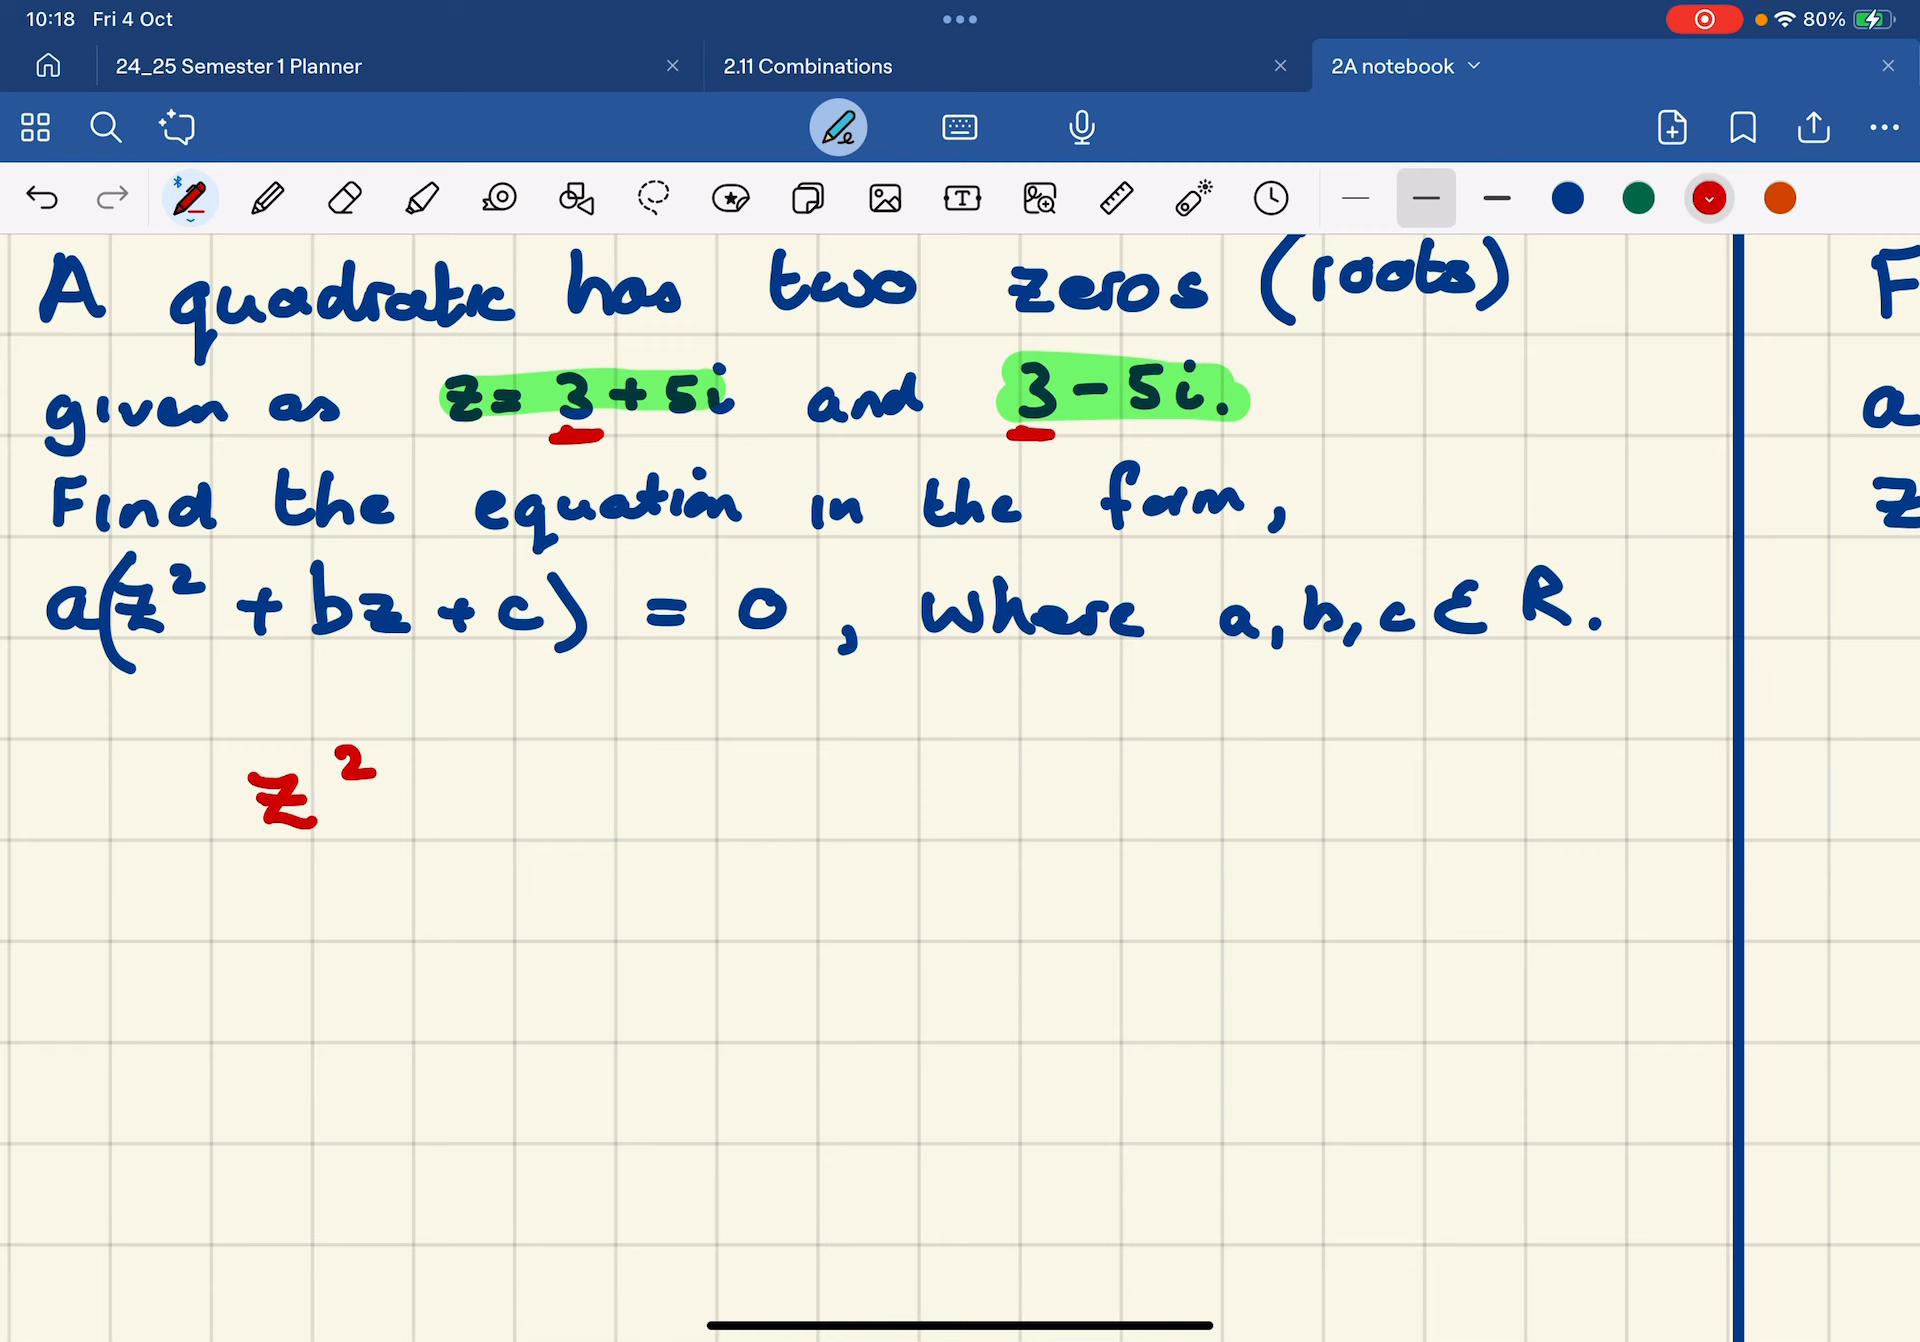 10:18 Fri 4 Oct
80%
24_25 Semester 1 Planner
2.11 Combinations
2A notebook
A quadratic has two zeros (roots)
given as z = 3 + 5i and 3 - 5i.
Find the equation in the form,
a(z² + bz + c) = 0, where a, b, c ∈ R.
z²
F
a
z